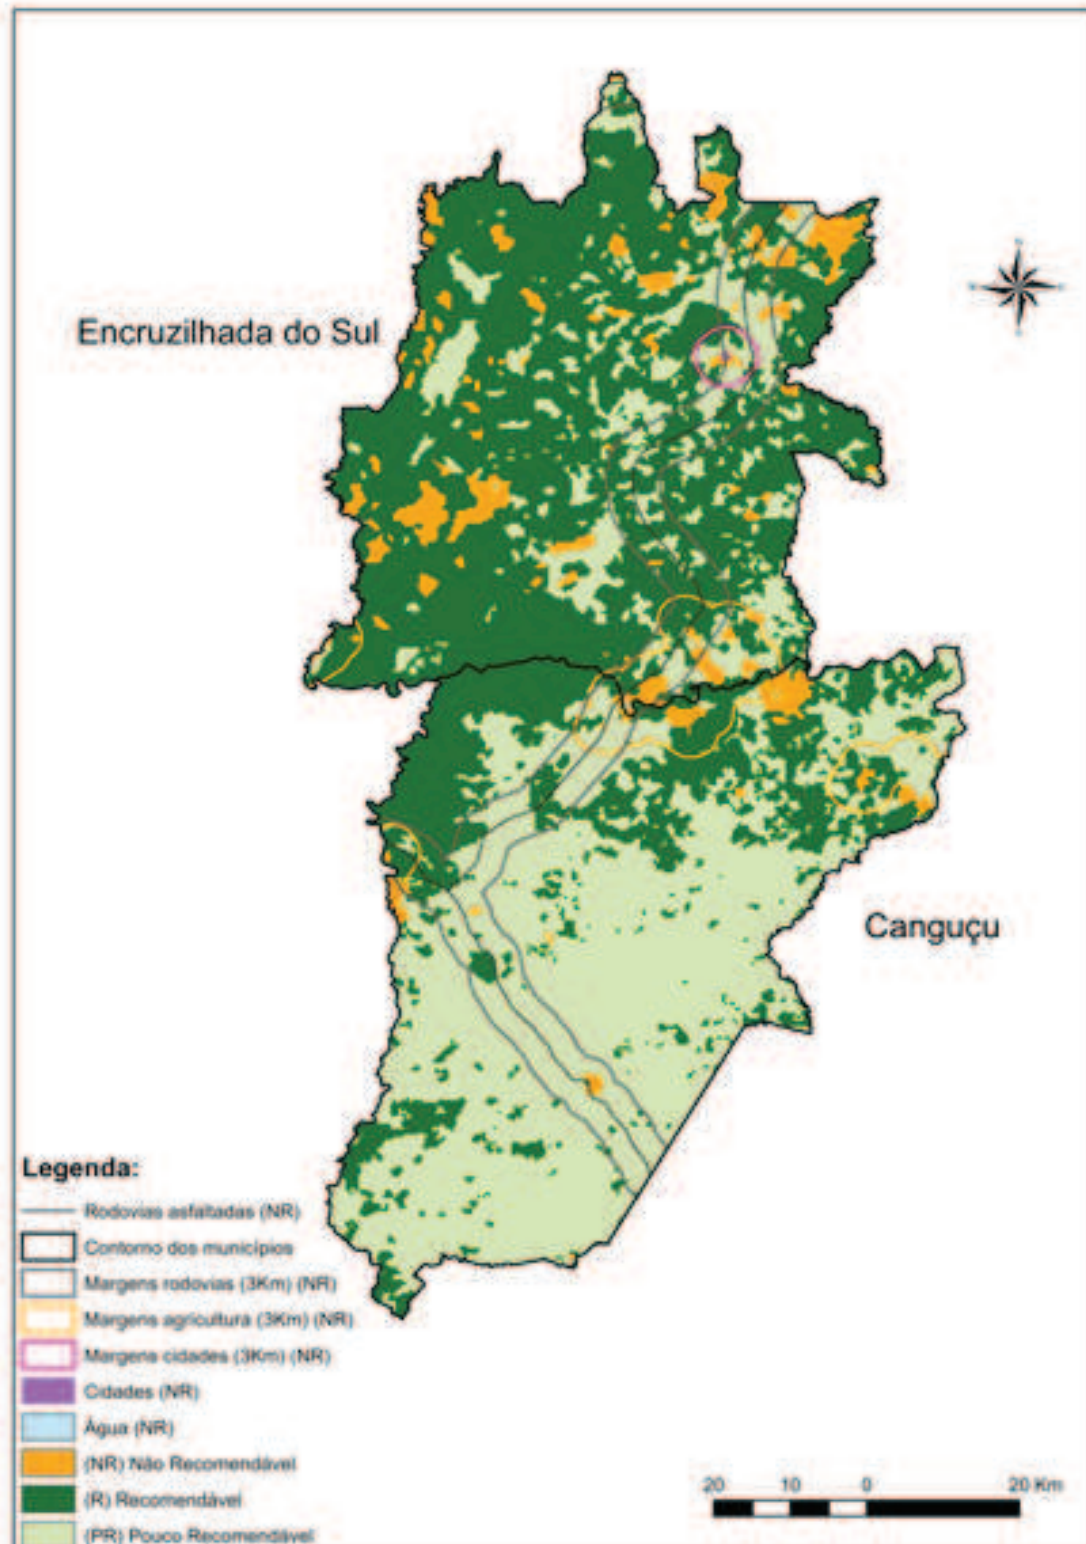 Encruzilhada do Sul
Canguçu
Legenda:
Rodovias asfaltadas (NR)
Contorno dos municípios
Margens rodovias (3Km) (NR)
Margens agricultura (3Km) (NR)
Margens cidades (3Km) (NR)
Cidades (NR)
Água (NR)
(NR) Não Recomendável
(R) Recomendável
(PR) Pouco Recomendável
20 10 0 20 Km